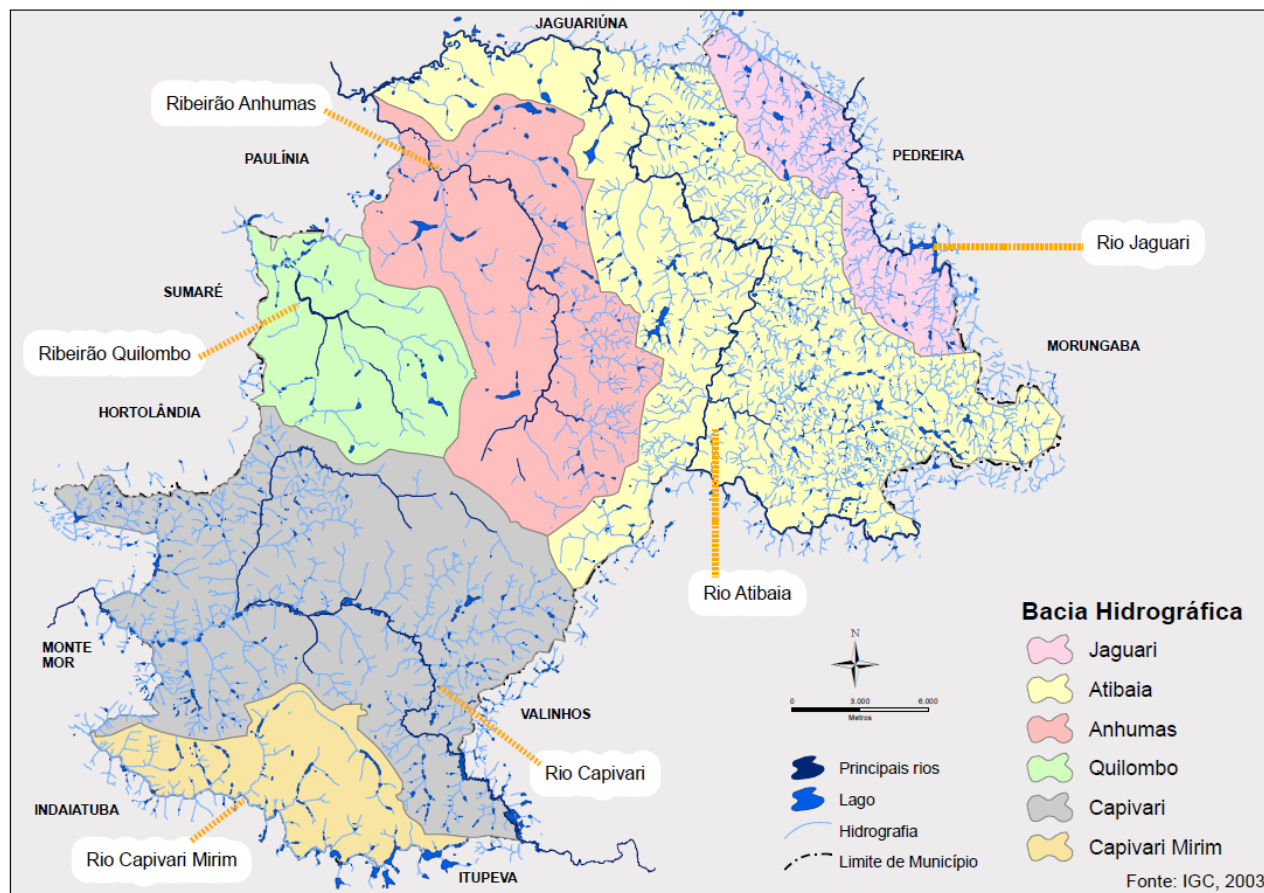 JAGUARIÚNA
Ribeirão Anhumas
PAULÍNIA
PEDREIRA
Rio Jaguari
SUMARÉ
Ribeirão Quilombo
MORUNGABA
HORTOLÂNDIA
Rio Atibaia
MONTE
MOR
VALINHOS
Rio Capivari
INDAIATUBA
Rio Capivari Mirim
ITUPEVA
N
0 3.000 6.000
Metros
Principais rios
Lago
Hidrografia
Limite de Município
Bacia Hidrográfica
Jaguari
Atibaia
Anhumas
Quilombo
Capivari
Capivari Mirim
Fonte: IGC, 2003